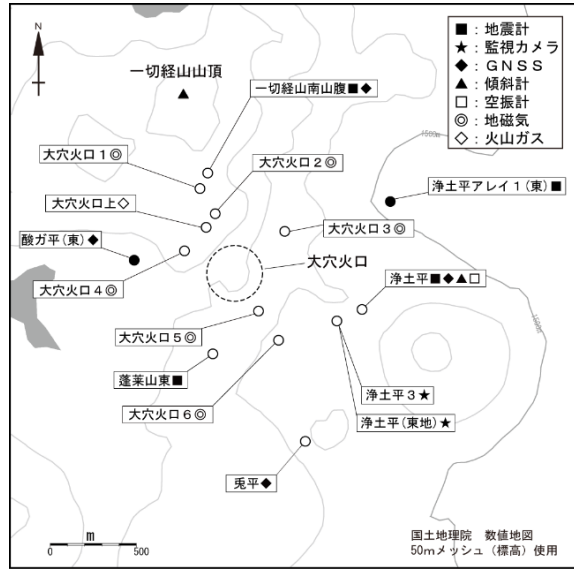 N
■：地震計
★：監視カメラ
◆：ＧＮＳＳ
▲：傾斜計
□：空振計
◎：地磁気
◇：火山ガス
一切経山山頂
一切経山南山腹■◆
大穴火口１◎
大穴火口２◎
大穴火口上◇
浄土平アレイ１(東)■
大穴火口３◎
酸ガ平(東)◆
大穴火口
大穴火口４◎
浄土平■◆▲□
大穴火口５◎
蓬莱山東■
浄土平３★
大穴火口６◎
浄土平(東地)★
兎平◆
1500m
1600m
m
0 500
国土地理院　数値地図
50mメッシュ（標高）使用